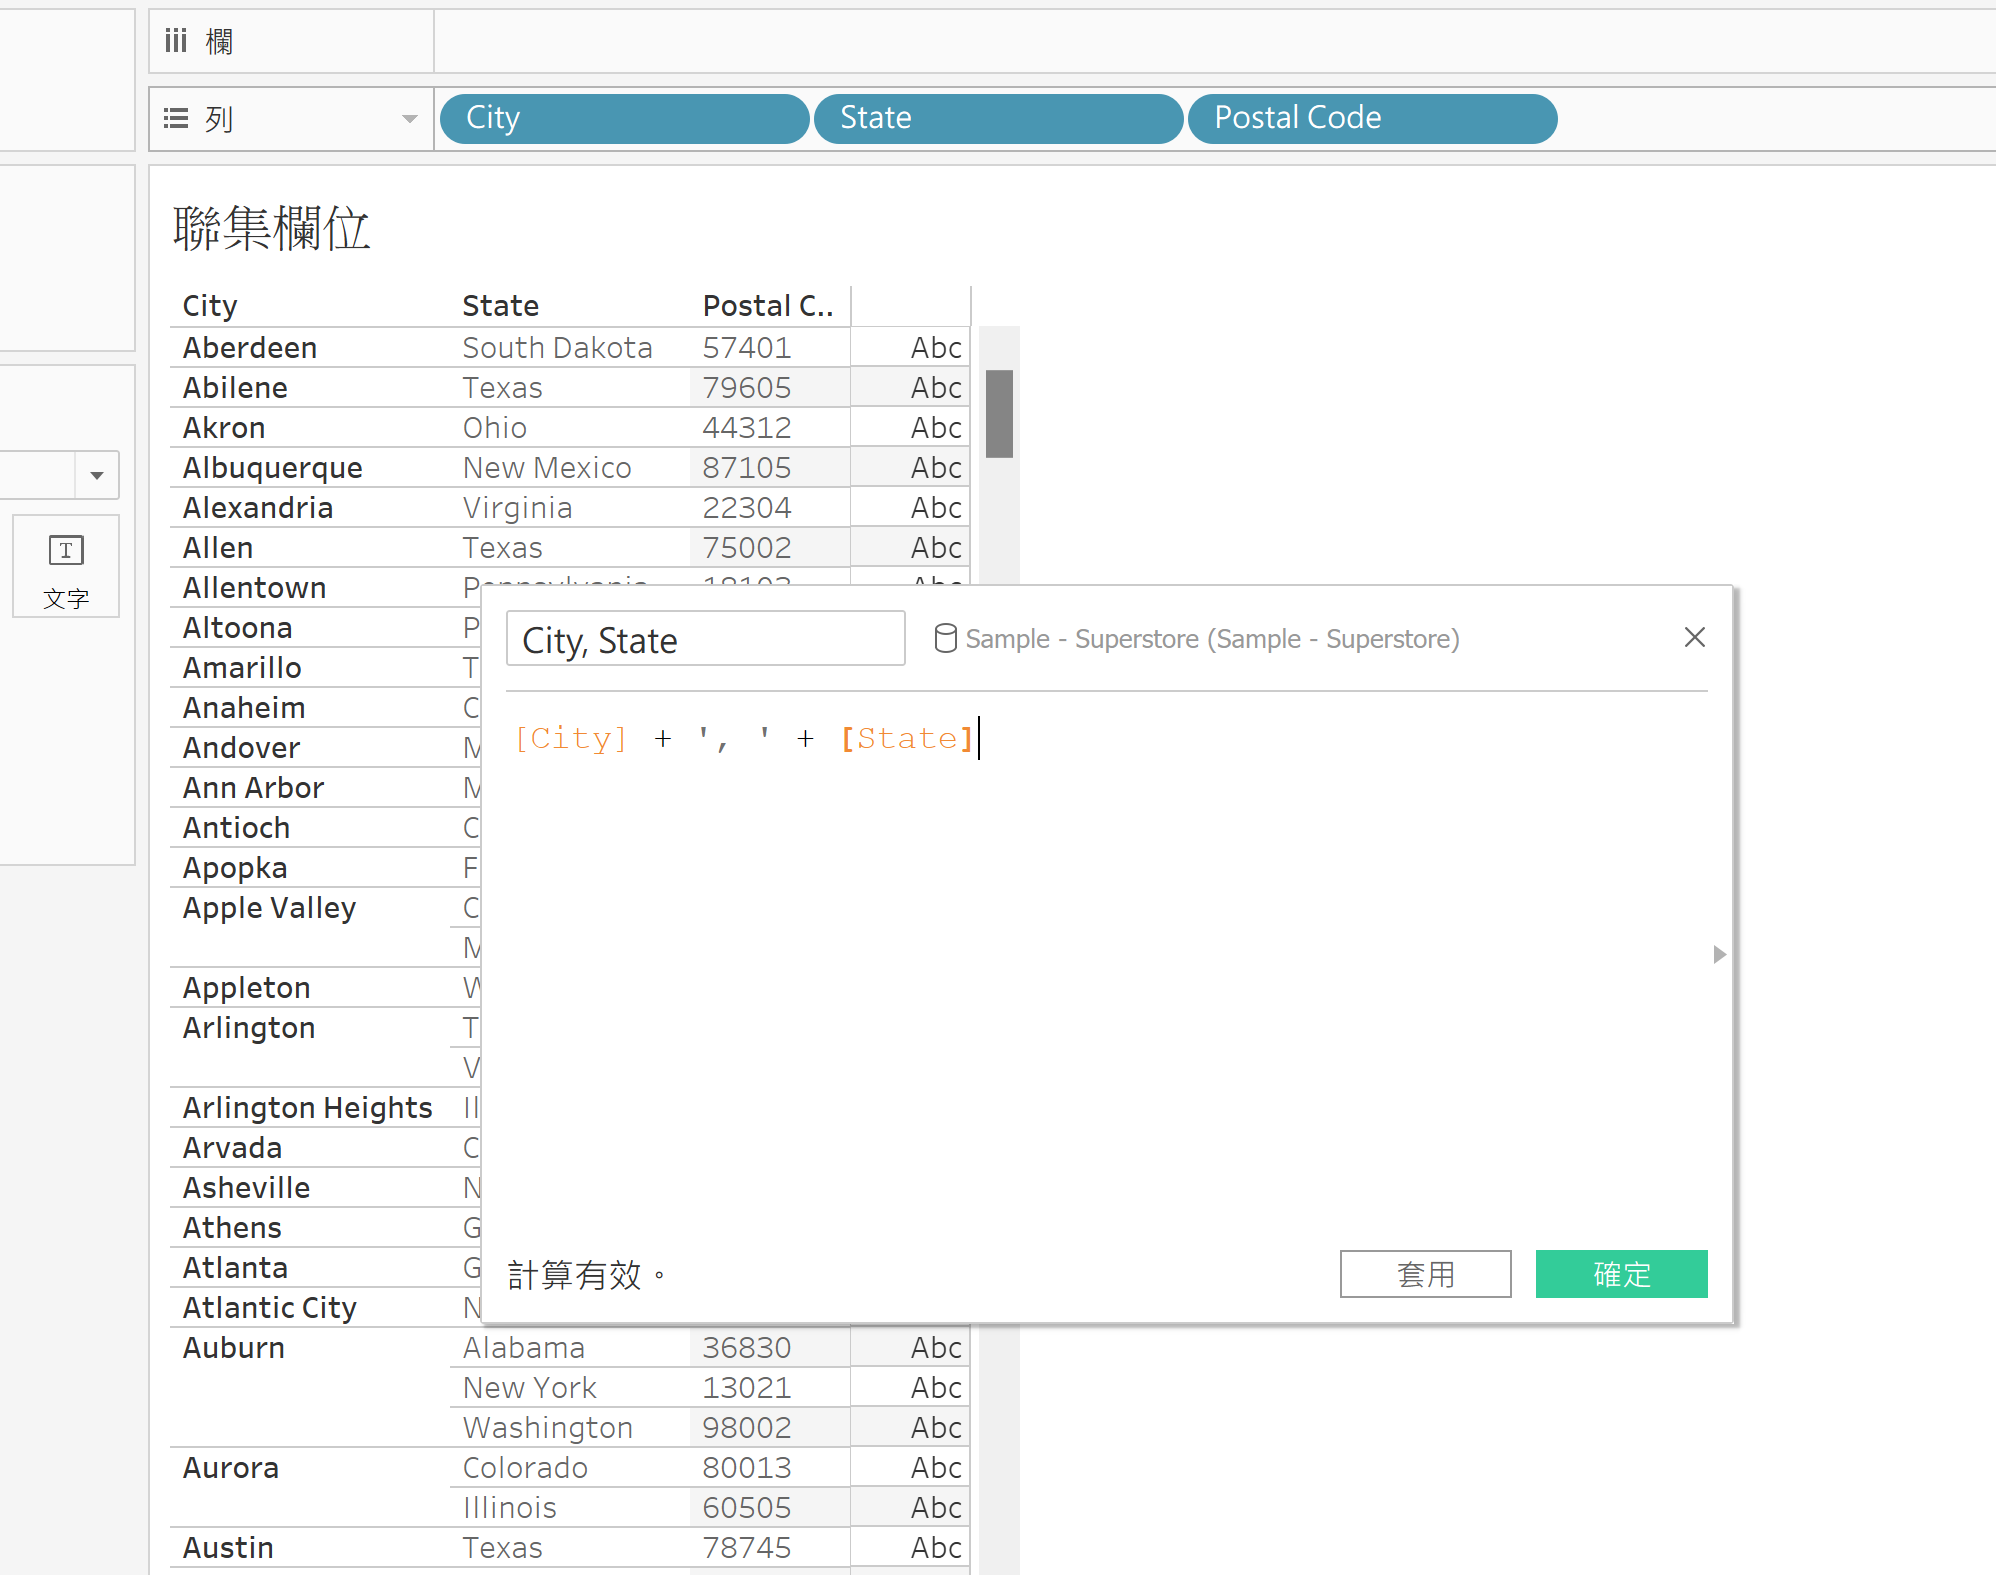 欄
列 City State Postal Code
聯集欄位
City State Postal C..
Aberdeen South Dakota 57401 Abc
Abilene Texas 79605 Abc
Akron Ohio 44312 Abc
Albuquerque New Mexico 87105 Abc
Alexandria Virginia 22304 Abc
Allen Texas 75002 Abc
文字
Allentown
Altoona P
Amarillo T
Anaheim C
Andover M
Ann Arbor M
Antioch C
Apopka F
Apple Valley C
M
Appleton W
Arlington T
V
Arlington Heights Il
Arvada C
Asheville N
Athens G
Atlanta G
Atlantic City N
City, State Sample - Superstore (Sample - Superstore)
[City] + ', ' + [State]
計算有效。 套用 確定
Auburn Alabama 36830 Abc
New York 13021 Abc
Washington 98002 Abc
Aurora Colorado 80013 Abc
Illinois 60505 Abc
Austin Texas 78745 Abc